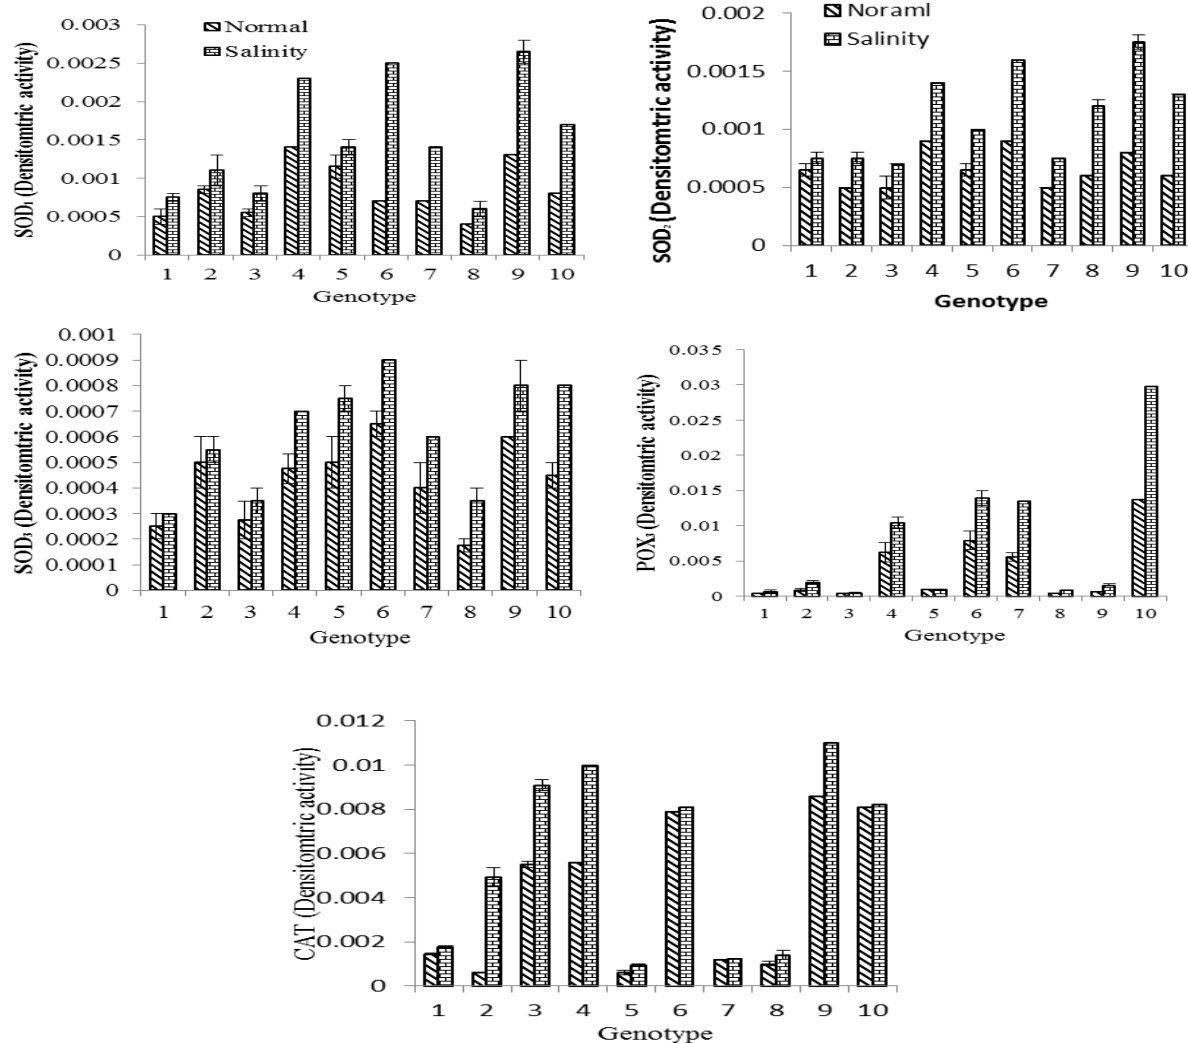 SOD₁ (Densitomtric activity)
0.003
0.0025
0.002
0.0015
0.001
0.0005
0
Normal
Salinity
1 2 3 4 5 6 7 8 9 10
Genotype
SOD₂ (Densitomtric activity)
0.002
0.0015
0.001
0.0005
0
Noraml
Salinity
1 2 3 4 5 6 7 8 9 10
Genotype
SOD₃ (Densitomtric activity)
0.001
0.0009
0.0008
0.0007
0.0006
0.0005
0.0004
0.0003
0.0002
0.0001
0
1 2 3 4 5 6 7 8 9 10
Genotype
POX₃ (Densitomtric activity)
0.035
0.03
0.025
0.02
0.015
0.01
0.005
0
1 2 3 4 5 6 7 8 9 10
Genotype
CAT (Densitomtric activity)
0.012
0.01
0.008
0.006
0.004
0.002
0
1 2 3 4 5 6 7 8 9 10
Genotype